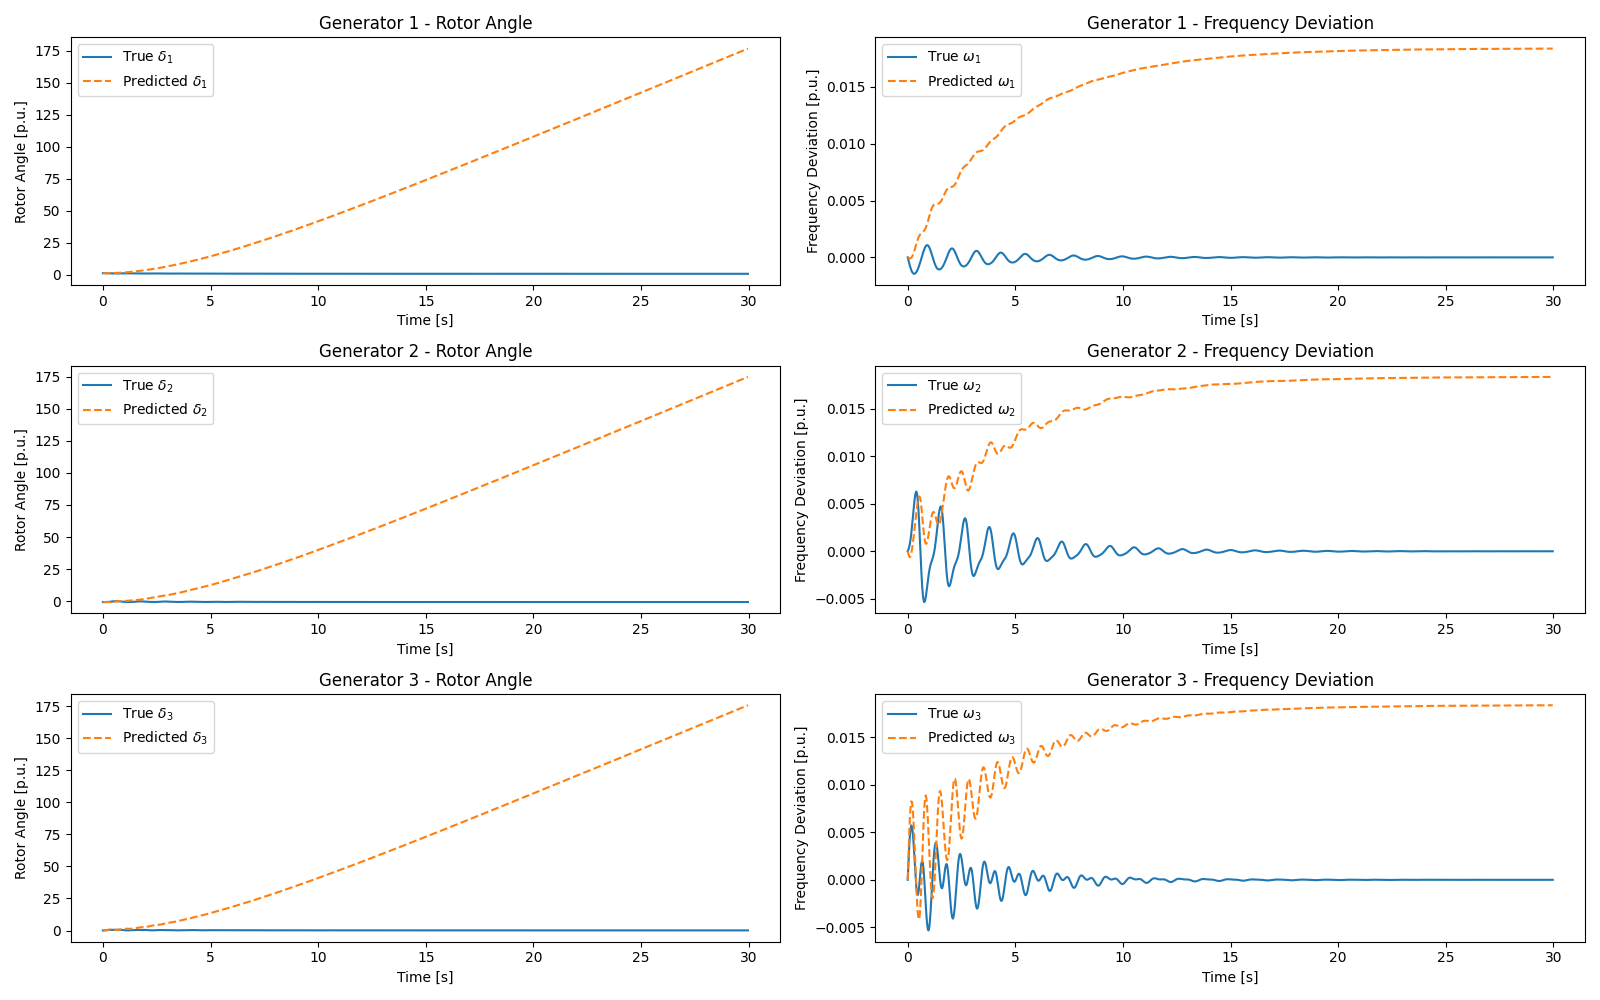 Generator 1 - Rotor Angle
175
150
125
100
75
50
25
0
Rotor Angle [p.u.]
True δ₁
Predicted δ₁
0 5 10 15 20 25 30
Time [s]
Generator 1 - Frequency Deviation
0.015
0.010
0.005
0.000
Frequency Deviation [p.u.]
True ω₁
Predicted ω₁
0 5 10 15 20 25 30
Time [s]
Generator 2 - Rotor Angle
175
150
125
100
75
50
25
0
Rotor Angle [p.u.]
True δ₂
Predicted δ₂
0 5 10 15 20 25 30
Time [s]
Generator 2 - Frequency Deviation
0.015
0.010
0.005
0.000
−0.005
Frequency Deviation [p.u.]
True ω₂
Predicted ω₂
0 5 10 15 20 25 30
Time [s]
Generator 3 - Rotor Angle
175
150
125
100
75
50
25
0
Rotor Angle [p.u.]
True δ₃
Predicted δ₃
0 5 10 15 20 25 30
Time [s]
Generator 3 - Frequency Deviation
0.015
0.010
0.005
0.000
−0.005
Frequency Deviation [p.u.]
True ω₃
Predicted ω₃
0 5 10 15 20 25 30
Time [s]